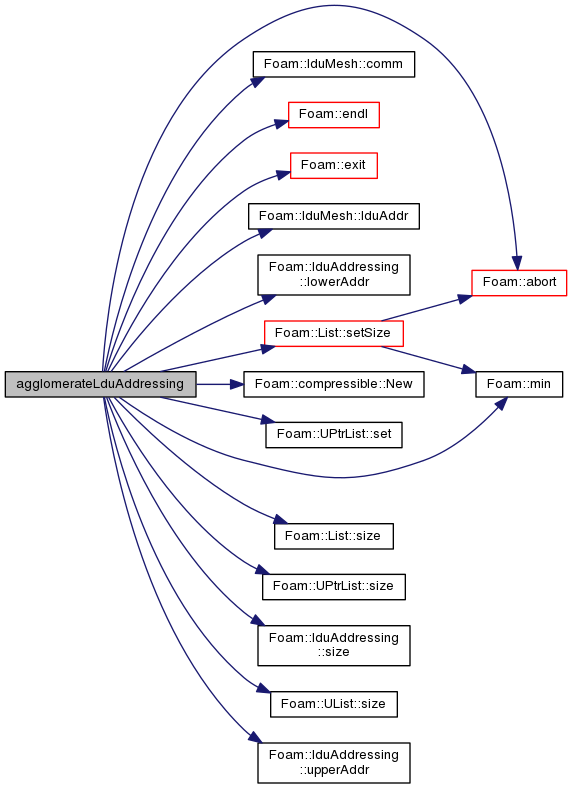 Foam::lduMesh::comm
Foam::endl
Foam::exit
Foam::lduMesh::lduAddr
Foam::lduAddressing
::lowerAddr
Foam::abort
Foam::List::setSize
agglomerateLduAddressing
Foam::compressible::New
Foam::min
Foam::UPtrList::set
Foam::List::size
Foam::UPtrList::size
Foam::lduAddressing
::size
Foam::UList::size
Foam::lduAddressing
::upperAddr